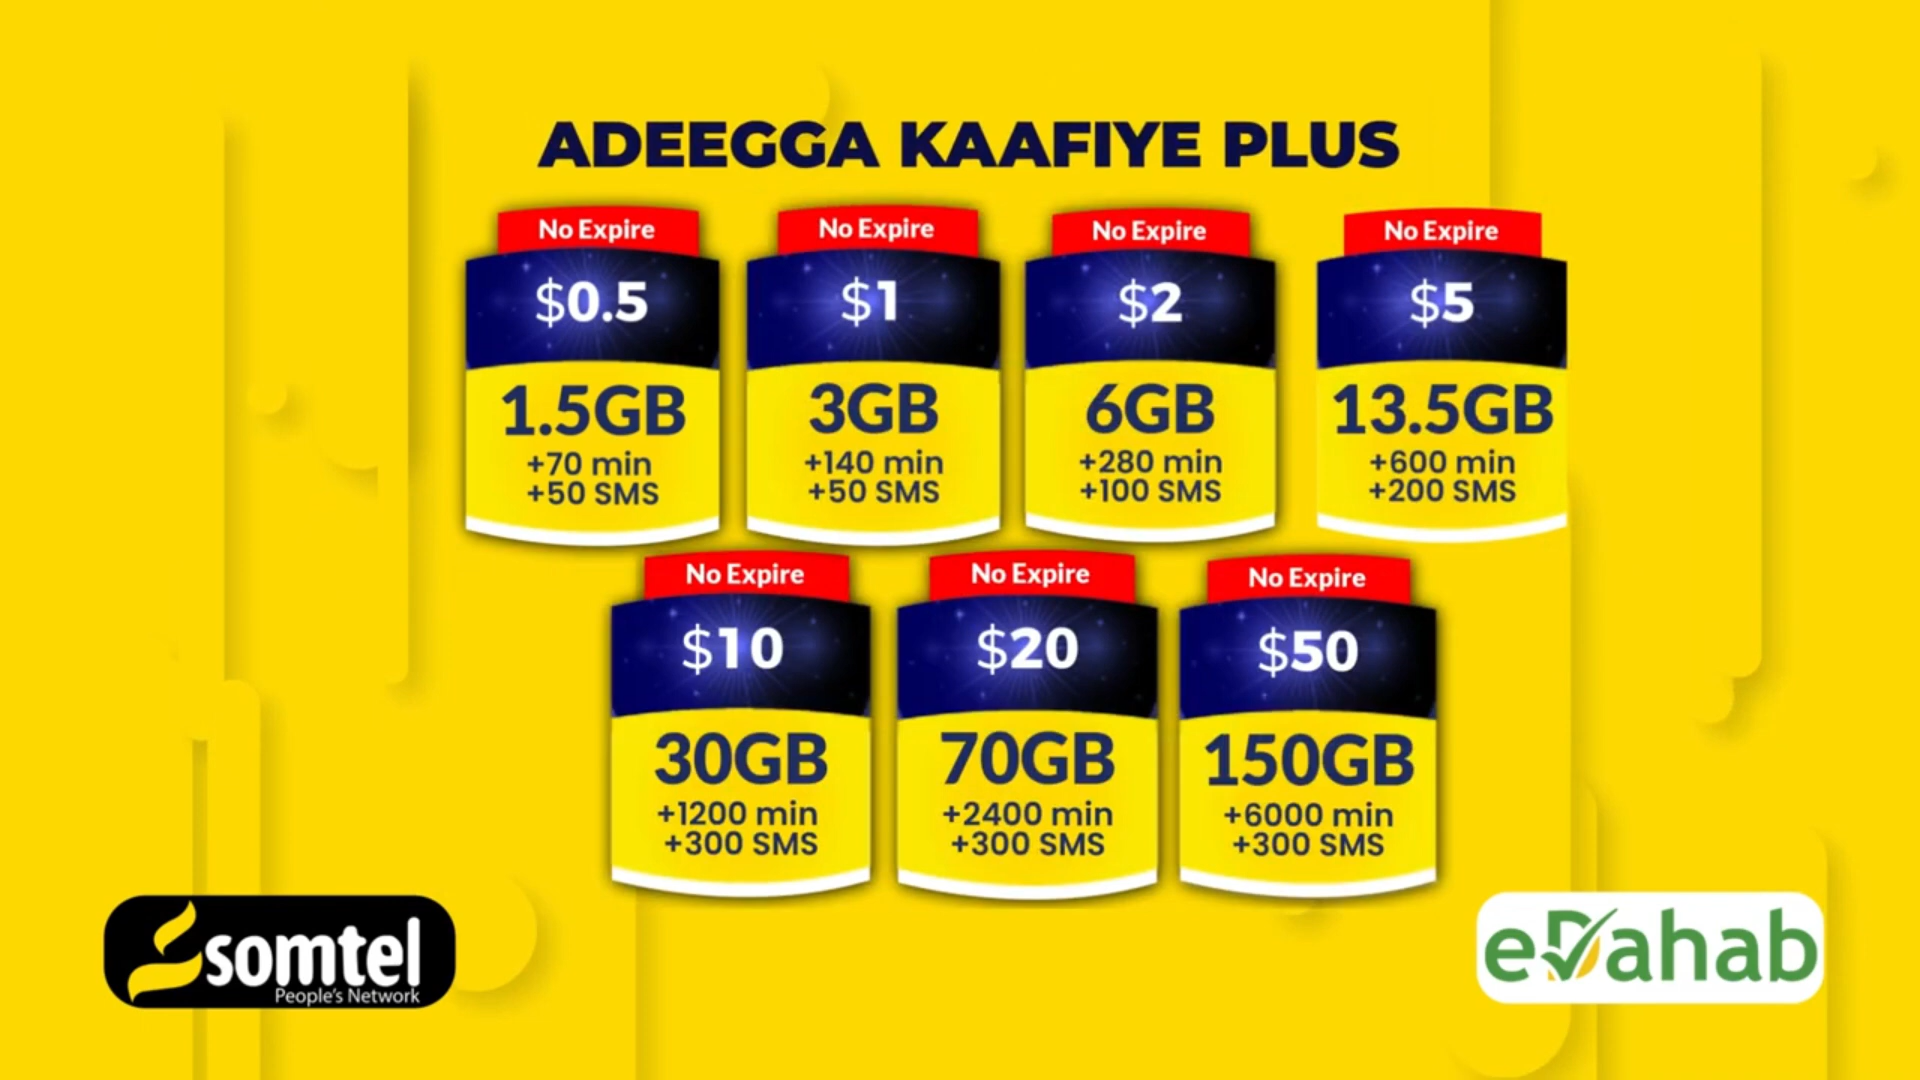 ADEEGGA KAAFIYE PLUS
No Expire
$0.5
1.5GB
+70 min
+50 SMS
No Expire
$1
3GB
+140 min
+50 SMS
No Expire
$2
6GB
+280 min
+100 SMS
No Expire
$5
13.5GB
+600 min
+200 SMS
No Expire
$10
30GB
+1200 min
+300 SMS
No Expire
$20
70GB
+2400 min
+300 SMS
No Expire
$50
150GB
+6000 min
+300 SMS
somtel
People's Network
eDahab